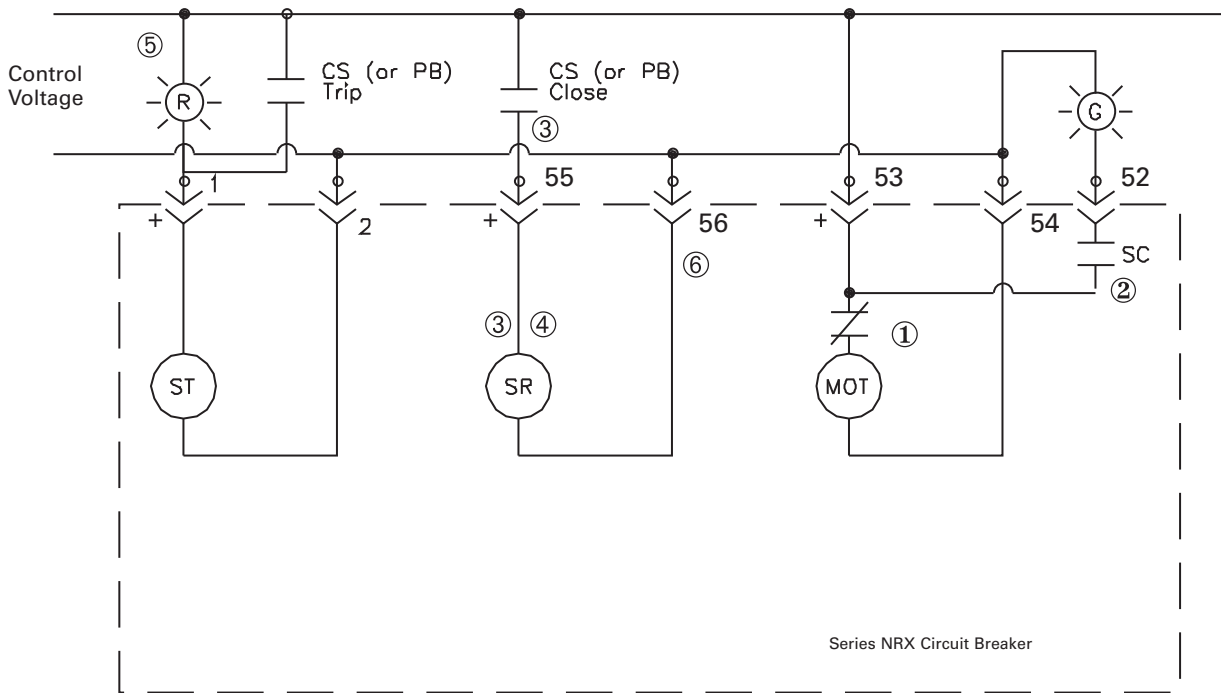 ⑤
Control
Voltage
R
CS (or PB)
Trip
CS (or PB)
Close
③
G
1
55
53
52
+
2
+
56
+
54
SC
⑥
②
③ ④
①
ST
SR
MOT
Series NRX Circuit Breaker